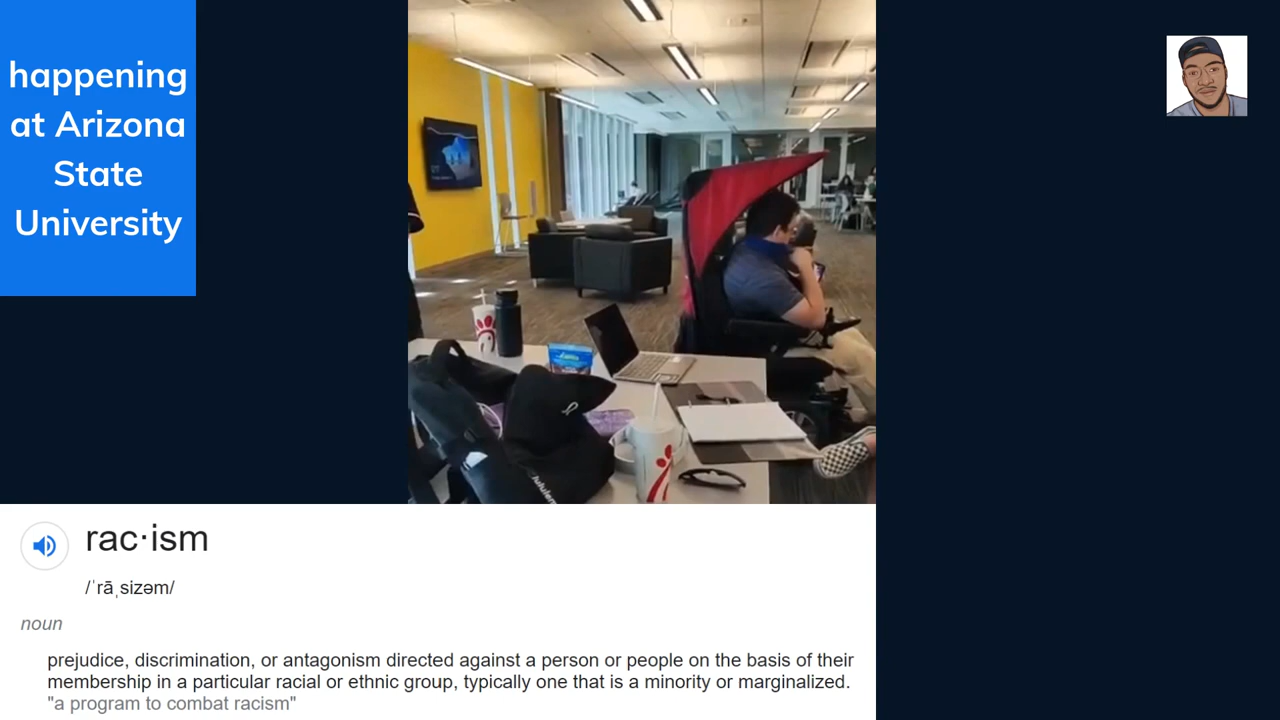 happening
at Arizona
State
University
lululem
rac·ism
/ˈrāˌsizəm/
noun
prejudice, discrimination, or antagonism directed against a person or people on the basis of their
membership in a particular racial or ethnic group, typically one that is a minority or marginalized.
"a program to combat racism"